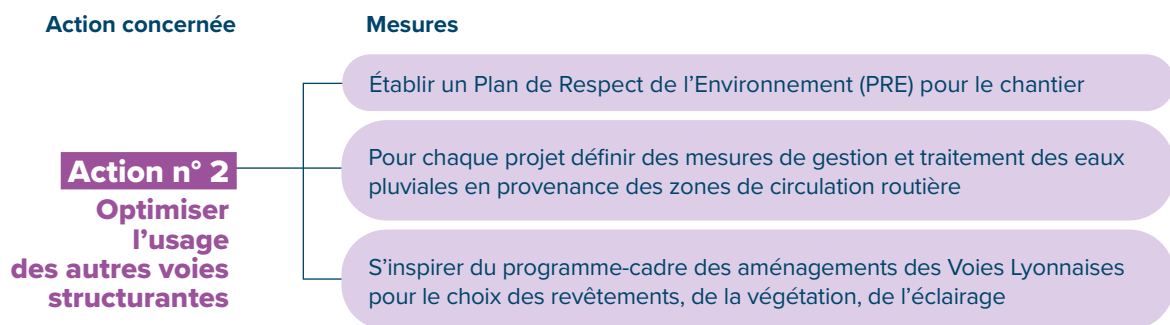 Action concernée
Mesures
Établir un Plan de Respect de l'Environnement (PRE) pour le chantier
Action n° 2
Optimiser
l'usage
des autres voies
structurantes
Pour chaque projet définir des mesures de gestion et traitement des eaux
pluviales en provenance des zones de circulation routière
S'inspirer du programme-cadre des aménagements des Voies Lyonnaises
pour le choix des revêtements, de la végétation, de l'éclairage